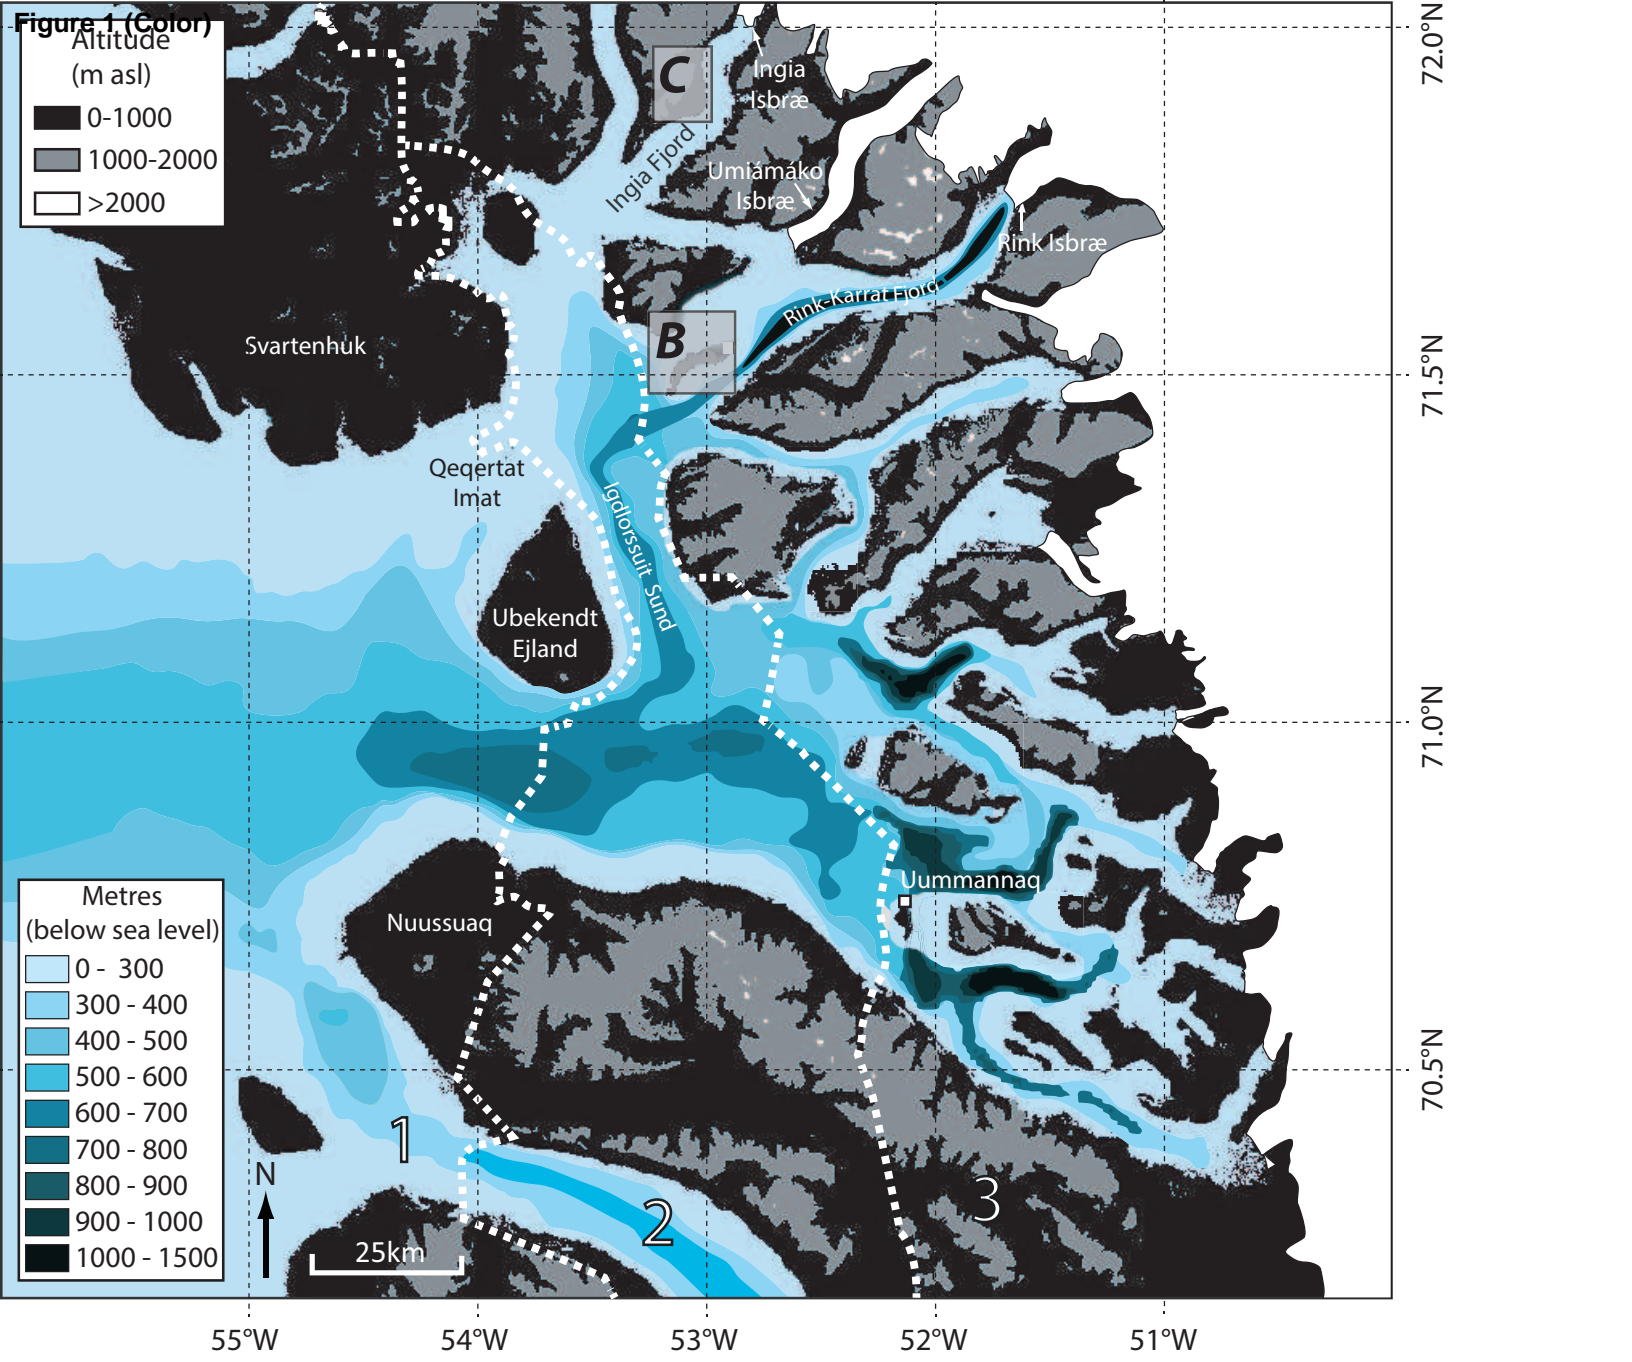 Figure 1 (Color)
Altitude
(m asl)
0-1000
1000-2000
>2000
C
Ingia
Isbræ
Ingia Fjord
Umiámáko
Isbræ
Rink Isbræ
Rink-Karrat Fjord
B
Svartenhuk
Qeqertat
Imat
Igdlorssuit Sund
Ubekendt
Ejland
Uummannaq
Nuussuaq
Metres
(below sea level)
0 - 300
300 - 400
400 - 500
500 - 600
600 - 700
700 - 800
800 - 900
900 - 1000
1000 - 1500
1
2
3
N
25km
72.0°N
71.5°N
71.0°N
70.5°N
55°W
54°W
53°W
52°W
51°W